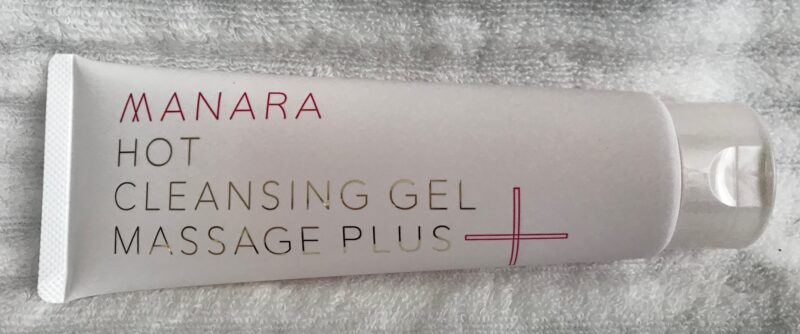 MANARA
HOT
CLEANSING GEL
MASSAGE PLUS